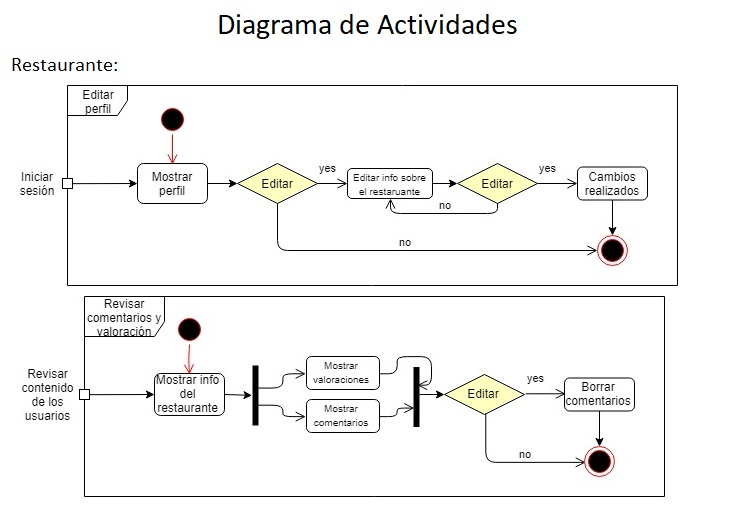 Diagrama de Actividades
Restaurante:
Editar
perfil
Iniciar
sesión
Mostrar
perfil
Editar
yes
Editar info sobre
el restaruante
Editar
yes
Cambios
realizados
no
no
Revisar
comentarios y
valoración
Revisar
contenido
de los
usuarios
Mostrar info
del
restaurante
Mostrar
valoraciones
Mostrar
comentarios
Editar
yes
Borrar
comentarios
no